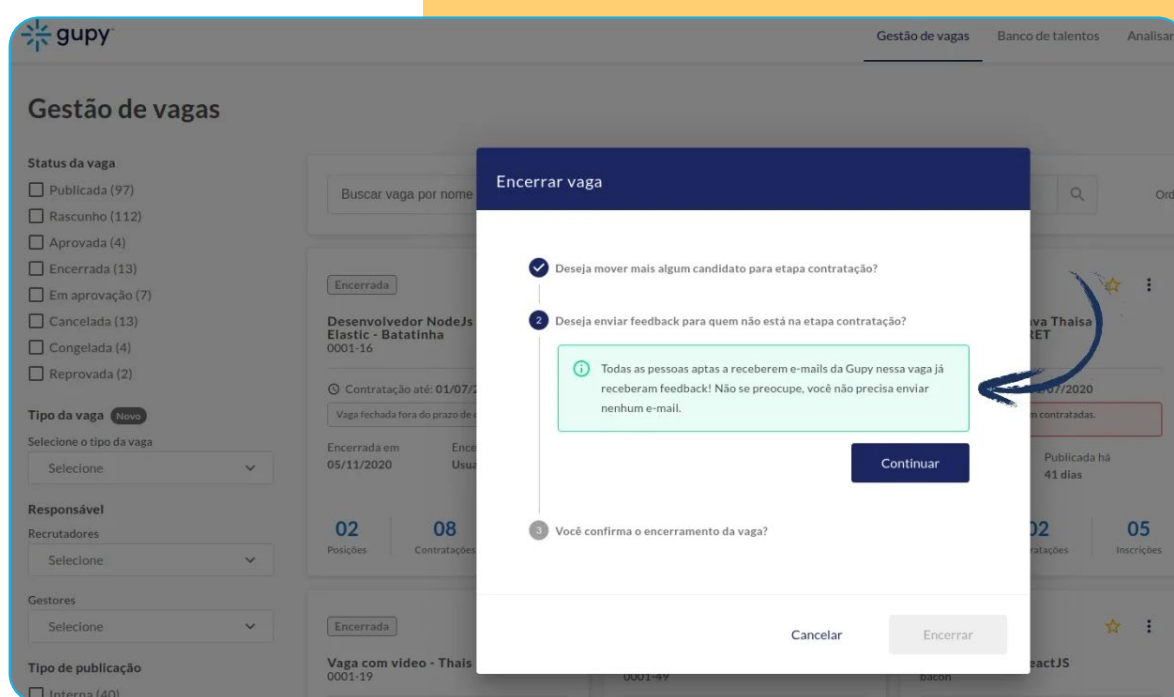 gupy
Gestão de vagas
Banco de talentos
Analisar
Gestão de vagas
Status da vaga
Publicada (97)
Rascunho (112)
Aprovada (4)
Encerrada (13)
Em aprovação (7)
Cancelada (13)
Congelada (4)
Reprovada (2)
Tipo da vaga Novo
Selecione o tipo da vaga
Selecione
Responsável
Recrutadores
Selecione
Gestores
Selecione
Tipo de publicação
Interna (40)
Buscar vaga por nome
Encerrada
Desenvolvedor NodeJs
Elastic - Batatinha
0001-16
Contratação até: 01/07/2
Vaga fechada fora do prazo de
Encerrada em
05/11/2020
02
Posições
08
Contratações
Encerrada
Vaga com video - Thais
0001-19
Encerrar vaga
Deseja mover mais algum candidato para etapa contratação?
2 Deseja enviar feedback para quem não está na etapa contratação?
Todas as pessoas aptas a receberem e-mails da Gupy nessa vaga já
receberam feedback! Não se preocupe, você não precisa enviar
nenhum e-mail.
Continuar
3 Você confirma o encerramento da vaga?
Cancelar
Encerrar
0001-49
Thaisa
/07/2020
contratadas.
Publicada há
41 dias
02
05
Inscrições
eactJS
bacon